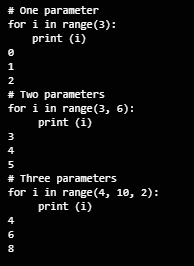 # One parameter
for i in range(3):
    print (i)
0
1
2
# Two parameters
for i in range(3, 6):
     print (i)
3
4
5
# Three parameters
for i in range(4, 10, 2):
     print (i)
4
6
8